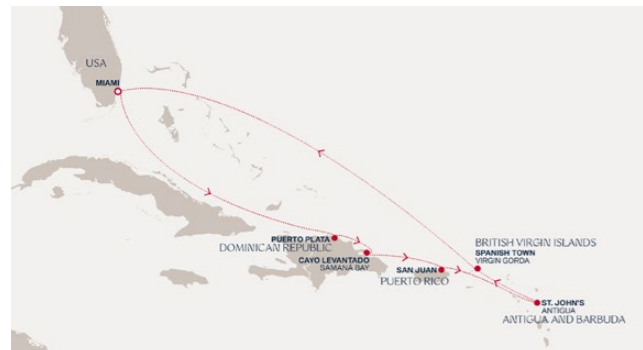 USA
MIAMI
PUERTO PLATA
DOMINICAN REPUBLIC
CAYO LEVANTADO
SAMANÁ BAY
SAN JUAN
PUERTO RICO
BRITISH VIRGIN ISLANDS
SPANISH TOWN
VIRGIN GORDA
ST. JOHN'S
ANTIGUA
ANTIGUA AND BARBUDA